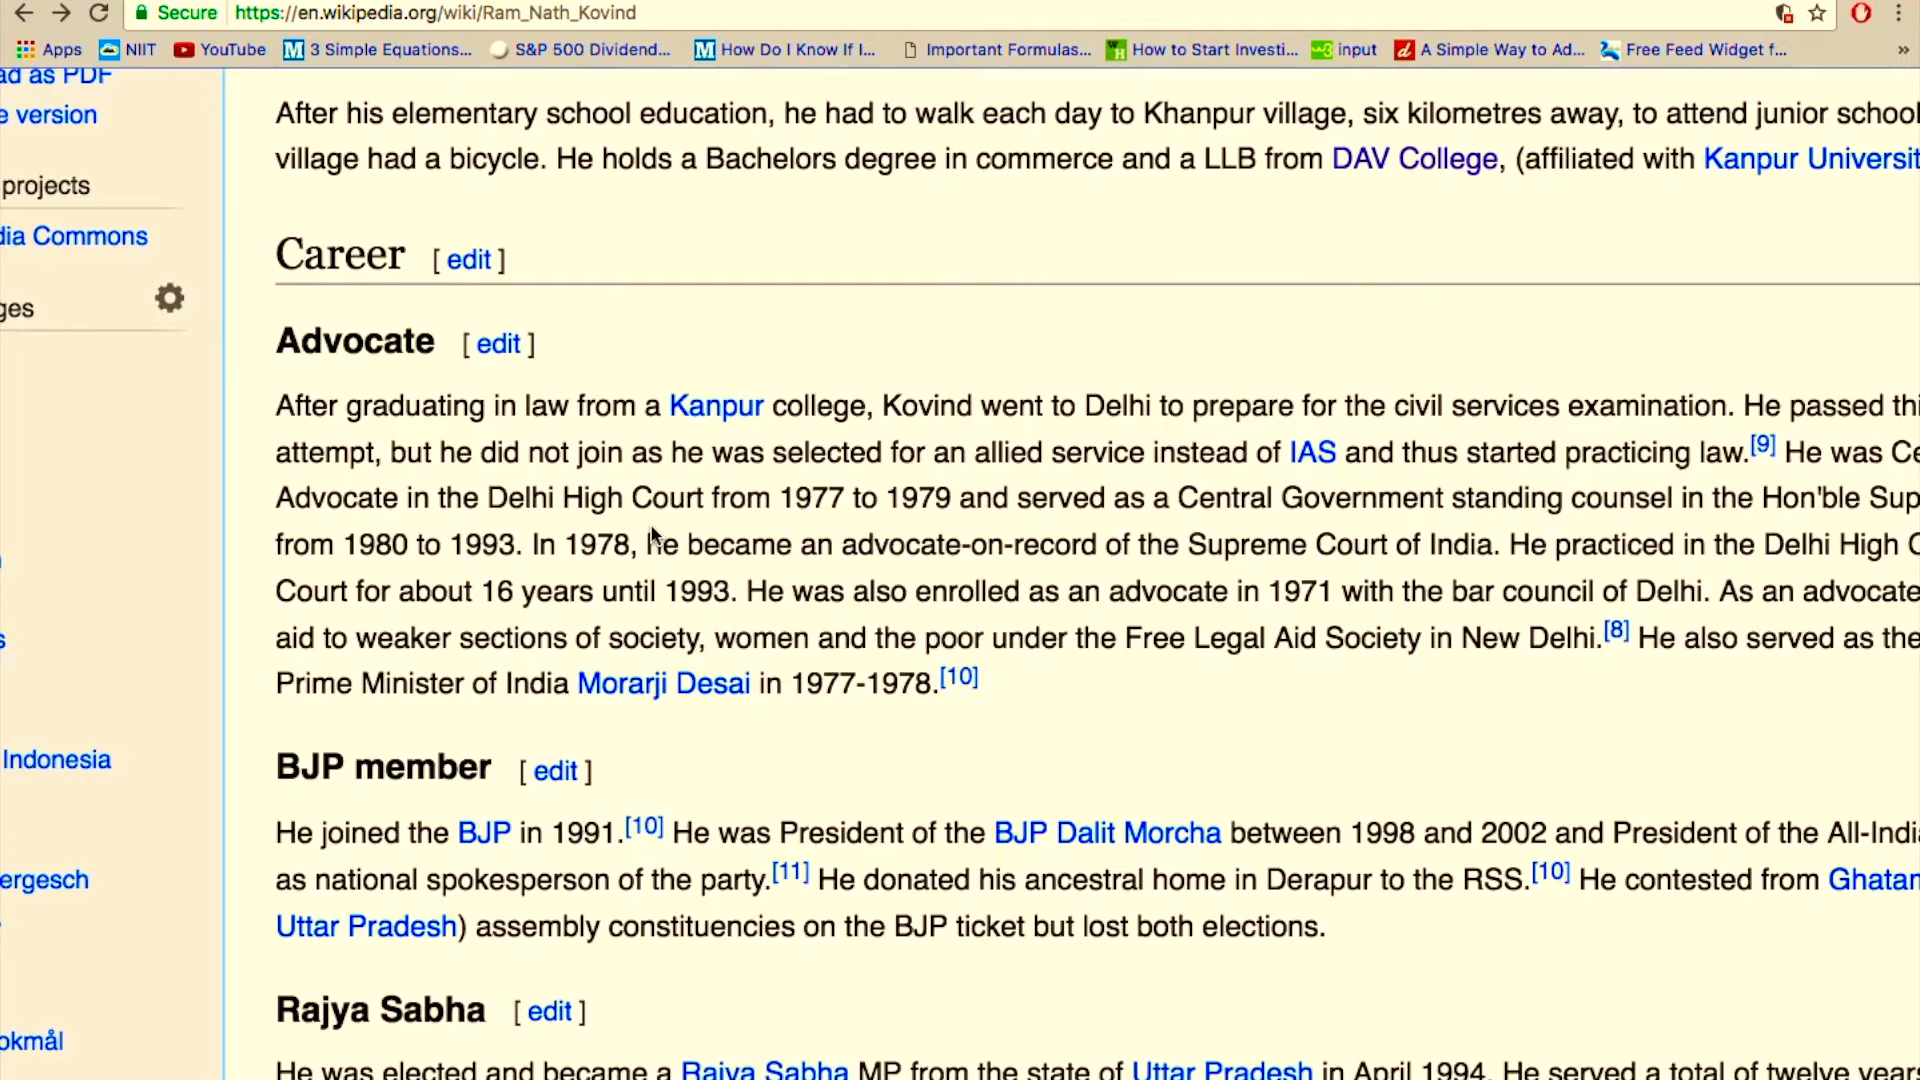 Secure https://en.wikipedia.org/wiki/Ram_Nath_Kovind
Apps NIIT YouTube 3 Simple Equations... S&P 500 Dividend... How Do I Know If I... Important Formulas... How to Start Investi... input A Simple Way to Ad... Free Feed Widget f... »
ad as PDF
e version
projects
dia Commons
ges
Indonesia
ergesch
okmål
After his elementary school education, he had to walk each day to Khanpur village, six kilometres away, to attend junior school
village had a bicycle. He holds a Bachelors degree in commerce and a LLB from DAV College, (affiliated with Kanpur Universit
Career [ edit ]
Advocate [ edit ]
After graduating in law from a Kanpur college, Kovind went to Delhi to prepare for the civil services examination. He passed thi
attempt, but he did not join as he was selected for an allied service instead of IAS and thus started practicing law.[9] He was Ce
Advocate in the Delhi High Court from 1977 to 1979 and served as a Central Government standing counsel in the Hon'ble Sup
from 1980 to 1993. In 1978, he became an advocate-on-record of the Supreme Court of India. He practiced in the Delhi High C
Court for about 16 years until 1993. He was also enrolled as an advocate in 1971 with the bar council of Delhi. As an advocate
aid to weaker sections of society, women and the poor under the Free Legal Aid Society in New Delhi.[8] He also served as the
Prime Minister of India Morarji Desai in 1977-1978.[10]
BJP member [ edit ]
He joined the BJP in 1991.[10] He was President of the BJP Dalit Morcha between 1998 and 2002 and President of the All-Indi
as national spokesperson of the party.[11] He donated his ancestral home in Derapur to the RSS.[10] He contested from Ghatam
Uttar Pradesh) assembly constituencies on the BJP ticket but lost both elections.
Rajya Sabha [ edit ]
He was elected and became a Rajya Sabha MP from the state of Uttar Pradesh in April 1994. He served a total of twelve years